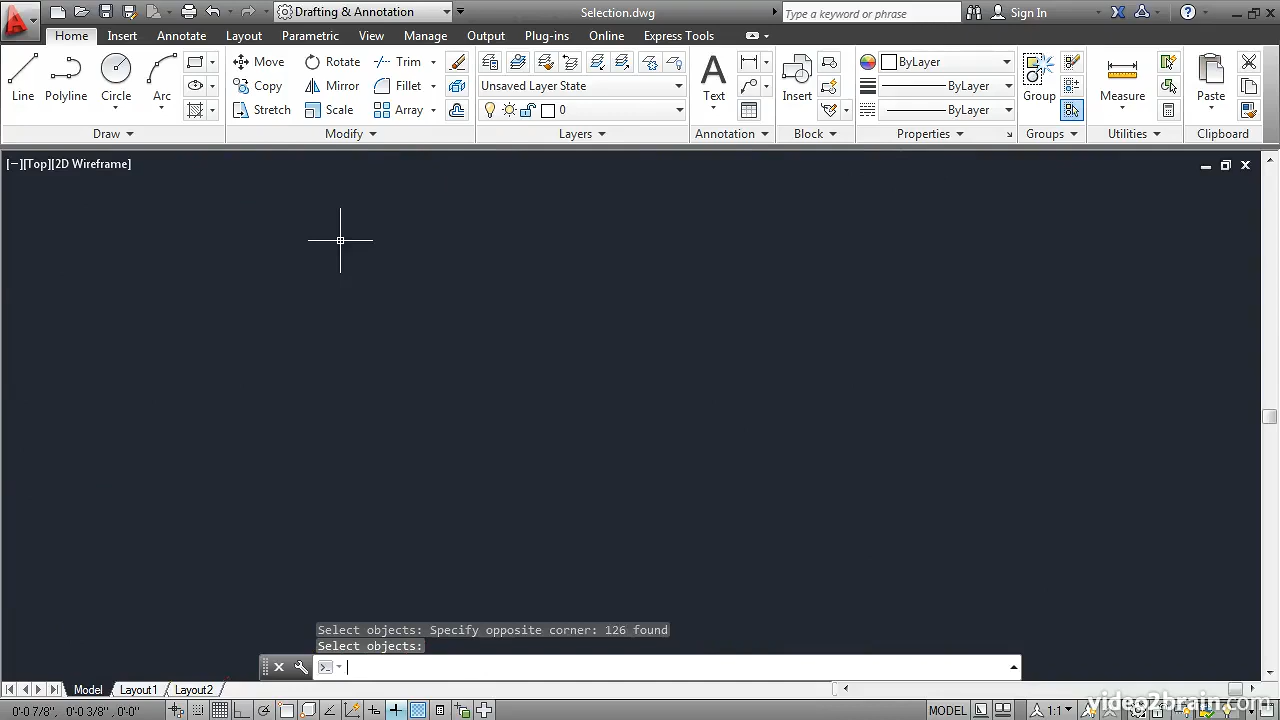 Drafting & Annotation
Selection.dwg
Type a keyword or phrase
Sign In
Home Insert Annotate Layout Parametric View Manage Output Plug-ins Online Express Tools
Line
Polyline
Circle
Arc
Draw
Move
Rotate
Trim
Copy
Mirror
Fillet
Stretch
Scale
Array
Modify
Unsaved Layer State
0
Layers
Text
Annotation
Insert
Block
ByLayer
ByLayer
ByLayer
Properties
Group
Groups
Measure
Utilities
Paste
Clipboard
[−][Top][2D Wireframe]
Select objects: Specify opposite corner: 126 found
Select objects:
Model Layout1 Layout2
0'0 7/8", 0'0 3/8", 0'0"
MODEL
1:1
video2brain.com